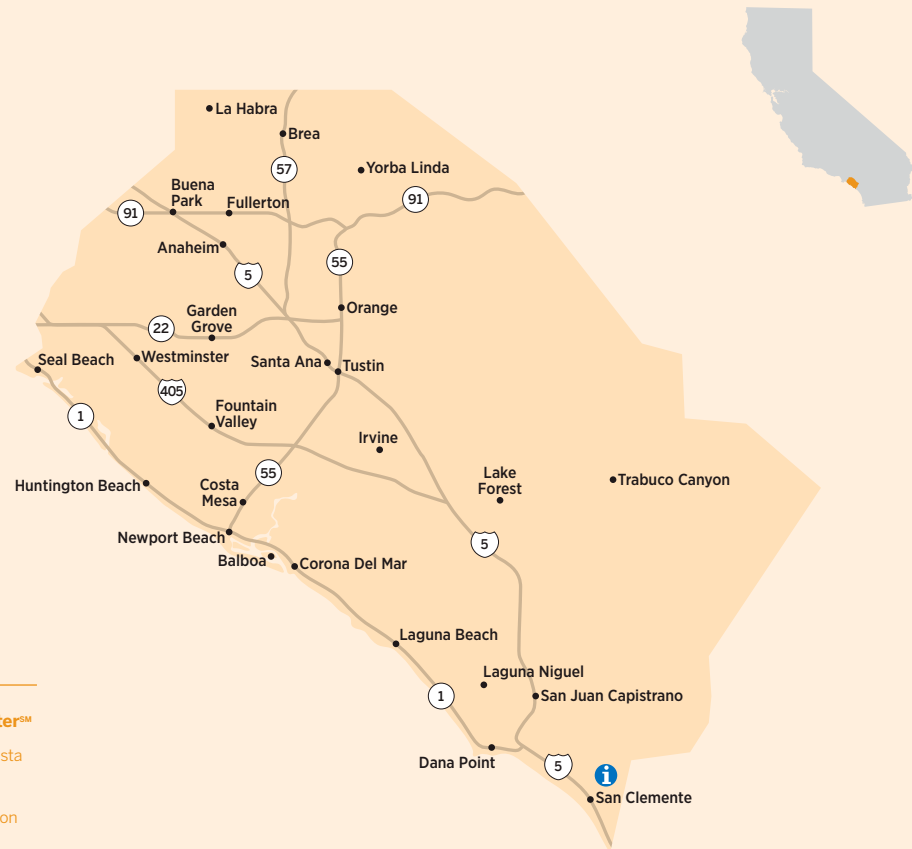 La Habra
Brea
57
Yorba Linda
Buena
Park
Fullerton
91
91
Anaheim
5
55
Garden
Grove
Orange
22
Seal Beach
Westminster
Santa Ana
Tustin
405
1
Fountain
Valley
Irvine
55
Lake
Forest
Trabuco Canyon
Huntington Beach
Costa
Mesa
Newport Beach
5
Balboa
Corona Del Mar
Laguna Beach
Laguna Niguel
1
San Juan Capistrano
Dana Point
5
i
San Clemente
ter℠
sta
on